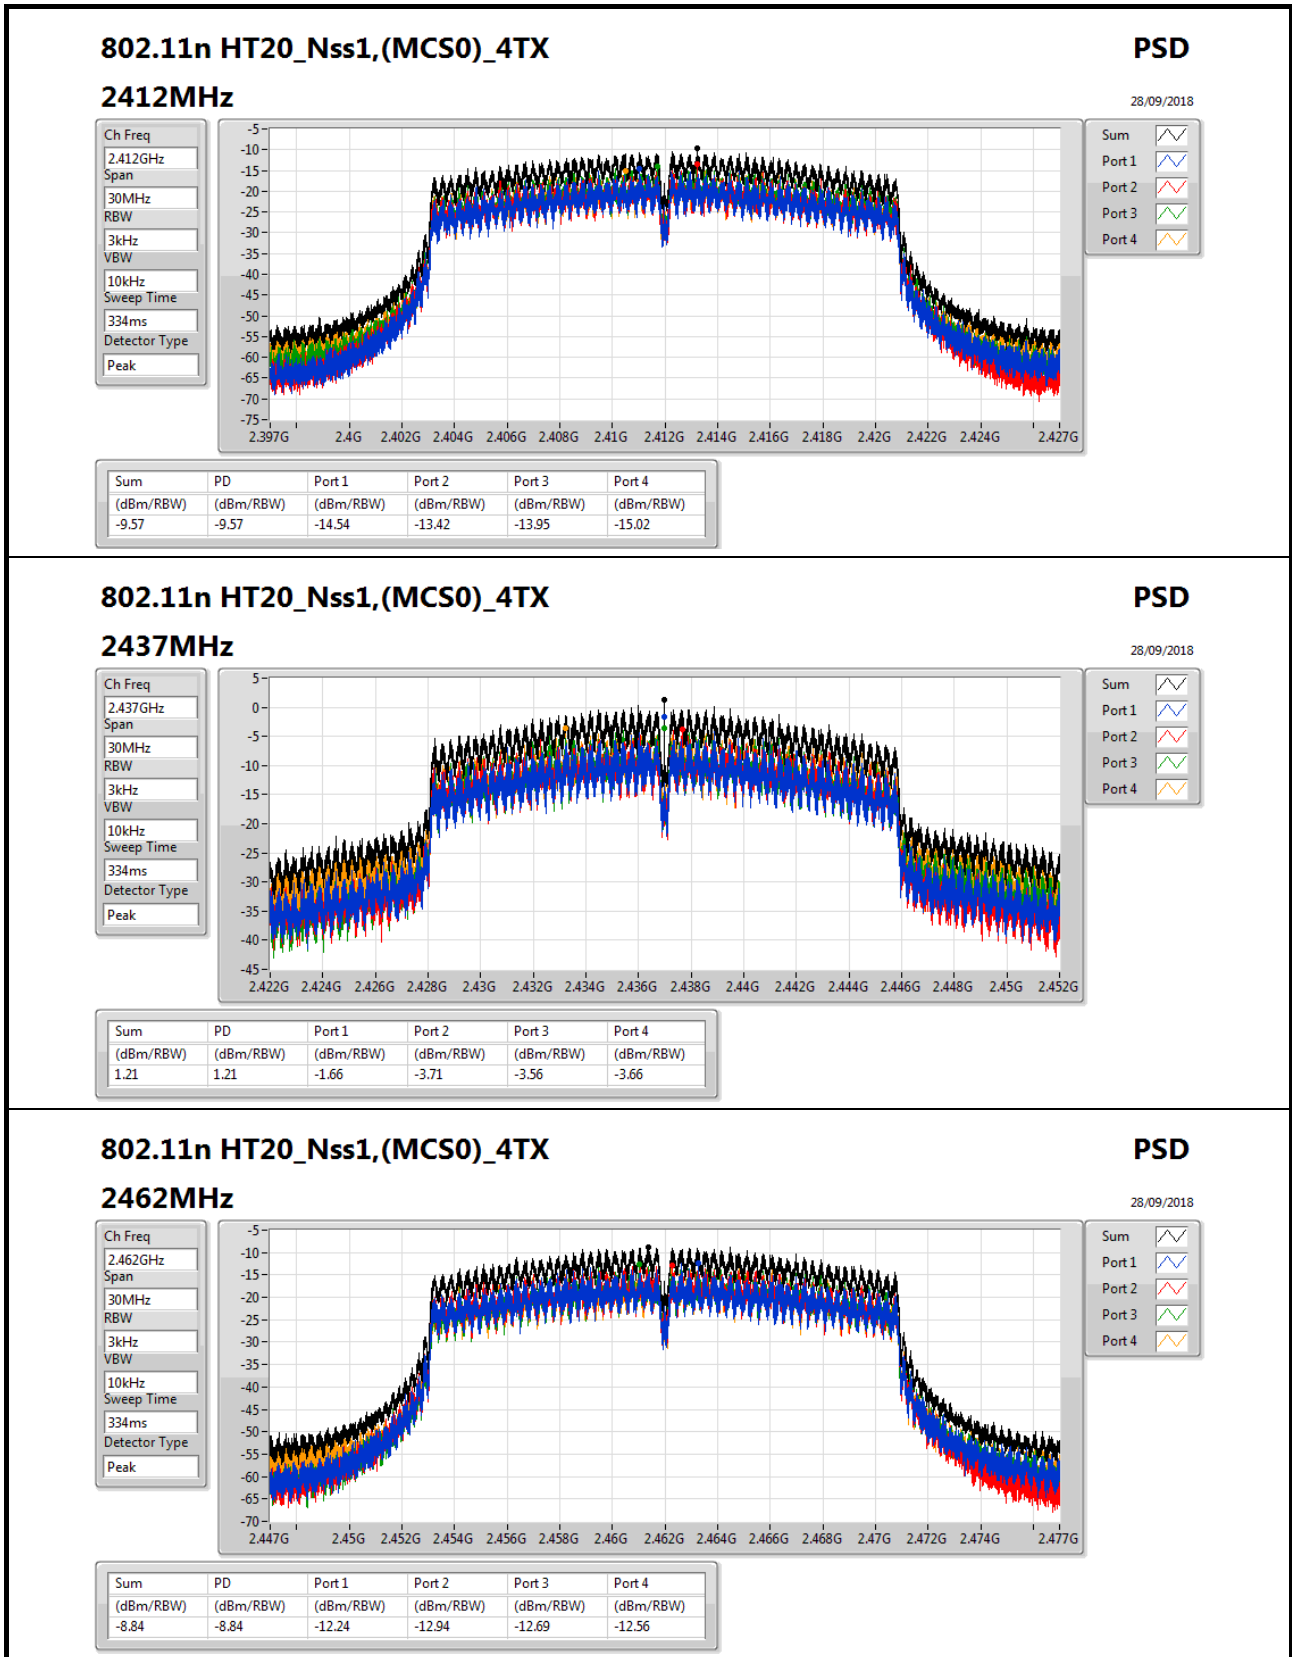 802.11n HT20_Nss1,(MCS0)_4TX PSD
2412MHz 28/09/2018
Ch Freq
2.412GHz
Span
30MHz
RBW
3kHz
VBW
10kHz
Sweep Time
334ms
Detector Type
Peak
-5
-10
-15
-20
-25
-30
-35
-40
-45
-50
-55
-60
-65
-70
-75
2.397G 2.4G 2.402G 2.404G 2.406G 2.408G 2.41G 2.412G 2.414G 2.416G 2.418G 2.42G 2.422G 2.424G 2.427G
Sum
Port 1
Port 2
Port 3
Port 4
Sum PD Port 1 Port 2 Port 3 Port 4
(dBm/RBW) (dBm/RBW) (dBm/RBW) (dBm/RBW) (dBm/RBW) (dBm/RBW)
-9.57 -9.57 -14.54 -13.42 -13.95 -15.02
802.11n HT20_Nss1,(MCS0)_4TX PSD
2437MHz 28/09/2018
Ch Freq
2.437GHz
Span
30MHz
RBW
3kHz
VBW
10kHz
Sweep Time
334ms
Detector Type
Peak
5
0
-5
-10
-15
-20
-25
-30
-35
-40
-45
2.422G 2.424G 2.426G 2.428G 2.43G 2.432G 2.434G 2.436G 2.438G 2.44G 2.442G 2.444G 2.446G 2.448G 2.45G 2.452G
Sum
Port 1
Port 2
Port 3
Port 4
Sum PD Port 1 Port 2 Port 3 Port 4
(dBm/RBW) (dBm/RBW) (dBm/RBW) (dBm/RBW) (dBm/RBW) (dBm/RBW)
1.21 1.21 -1.66 -3.71 -3.56 -3.66
802.11n HT20_Nss1,(MCS0)_4TX PSD
2462MHz 28/09/2018
Ch Freq
2.462GHz
Span
30MHz
RBW
3kHz
VBW
10kHz
Sweep Time
334ms
Detector Type
Peak
-5
-10
-15
-20
-25
-30
-35
-40
-45
-50
-55
-60
-65
-70
2.447G 2.45G 2.452G 2.454G 2.456G 2.458G 2.46G 2.462G 2.464G 2.466G 2.468G 2.47G 2.472G 2.474G 2.477G
Sum
Port 1
Port 2
Port 3
Port 4
Sum PD Port 1 Port 2 Port 3 Port 4
(dBm/RBW) (dBm/RBW) (dBm/RBW) (dBm/RBW) (dBm/RBW) (dBm/RBW)
-8.84 -8.84 -12.24 -12.94 -12.69 -12.56